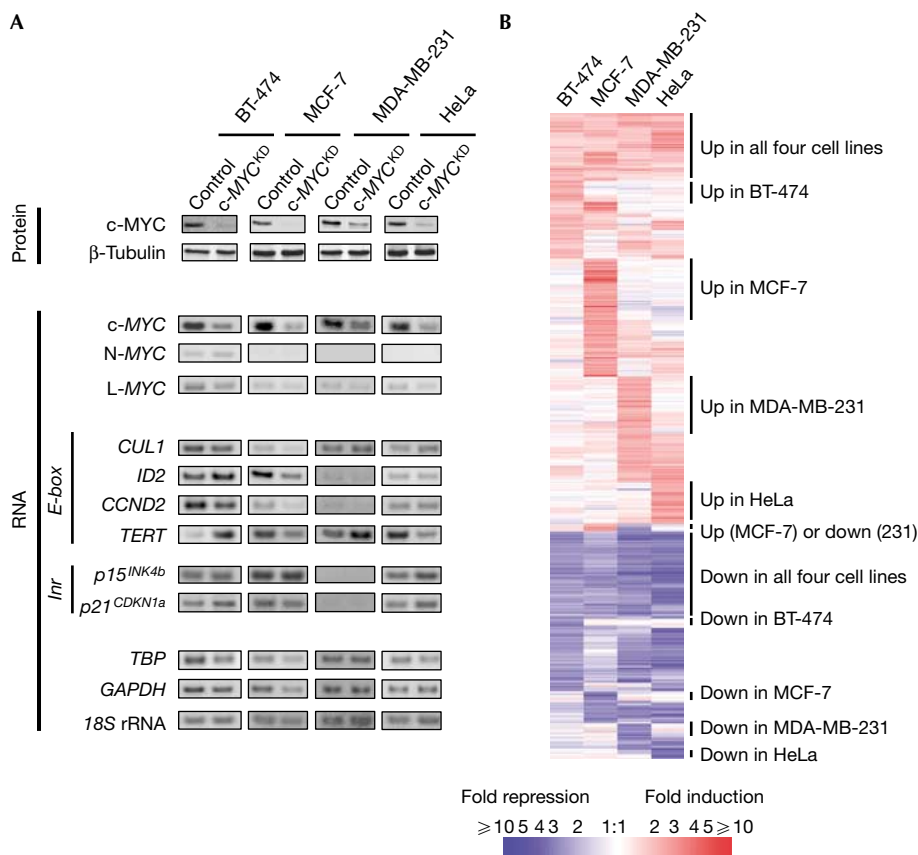 A
BT-474
MCF-7
MDA-MB-231
HeLa
Control
c-MYCᴷᴰ
Control
c-MYCᴷᴰ
Control
c-MYCᴷᴰ
Control
c-MYCᴷᴰ
Protein
c-MYC
β-Tubulin
RNA
c-MYC
N-MYC
L-MYC
E-box
CUL1
ID2
CCND2
TERT
Inr
p15^INK4b
p21^CDKN1a
TBP
GAPDH
18S rRNA
B
BT-474
MCF-7
MDA-MB-231
HeLa
Up in all four cell lines
Up in BT-474
Up in MCF-7
Up in MDA-MB-231
Up in HeLa
Up (MCF-7) or down (231)
Down in all four cell lines
Down in BT-474
Down in MCF-7
Down in MDA-MB-231
Down in HeLa
Fold repression Fold induction
⩾10 5 4 3 2 1:1 2 3 4 5 ⩾10